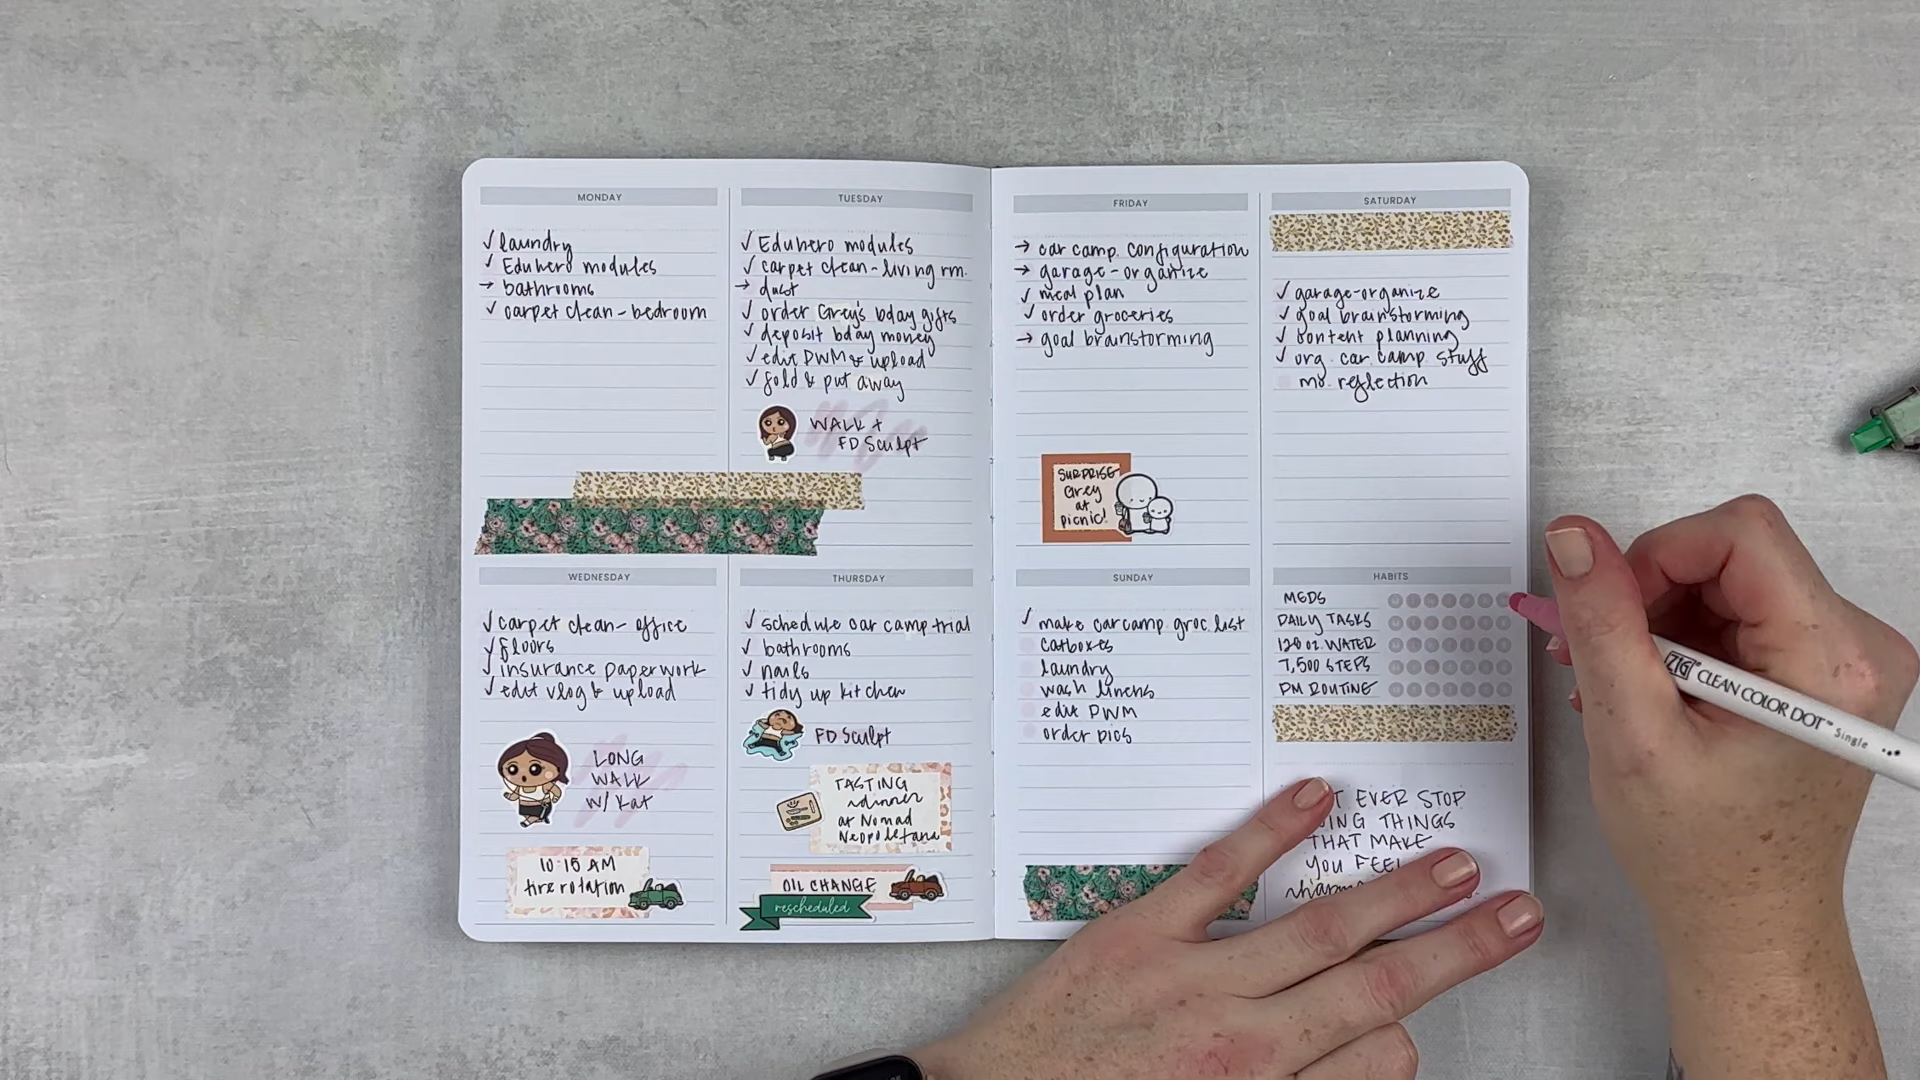 MONDAY
✓ laundry
✓ Eduhero modules
→ bathrooms
✓ carpet clean - bedroom
TUESDAY
✓ Eduhero modules
✓ carpet clean - living rm.
→ dust
✓ order Grey's bday gifts
✓ deposit bday money
✓ edit PWM & upload
✓ fold & put away
WALK +
FD Sculpt
WEDNESDAY
✓ carpet clean - office
✓ floors
✓ insurance paperwork
✓ edit vlog & upload
LONG
WALK
w/ Kat
10:15 AM
tire rotation
THURSDAY
✓ schedule car camp trial
✓ bathrooms
✓ nails
✓ tidy up kitchen
FD Sculpt
TASTING
dinner
at Nomad
Neopoletana
OIL CHANGE
rescheduled
FRIDAY
→ car camp. configuration
→ garage - organize
✓ meal plan
✓ order groceries
→ goal brainstorming
SURPRISE
Grey
at
picnic!
SATURDAY
✓ garage-organize
✓ goal brainstorming
✓ content planning
✓ org. car camp stuff
mo. reflection
SUNDAY
✓ make car camp groc. list
catboxes
laundry
wash linens
edit PWM
order pics
HABITS
MEDS
DAILY TASKS
128 oz WATER
7,500 STEPS
PM ROUTINE
T EVER STOP
ING THINGS
THAT MAKE
YOU FEEL
ZIG CLEAN COLOR DOT™ Single